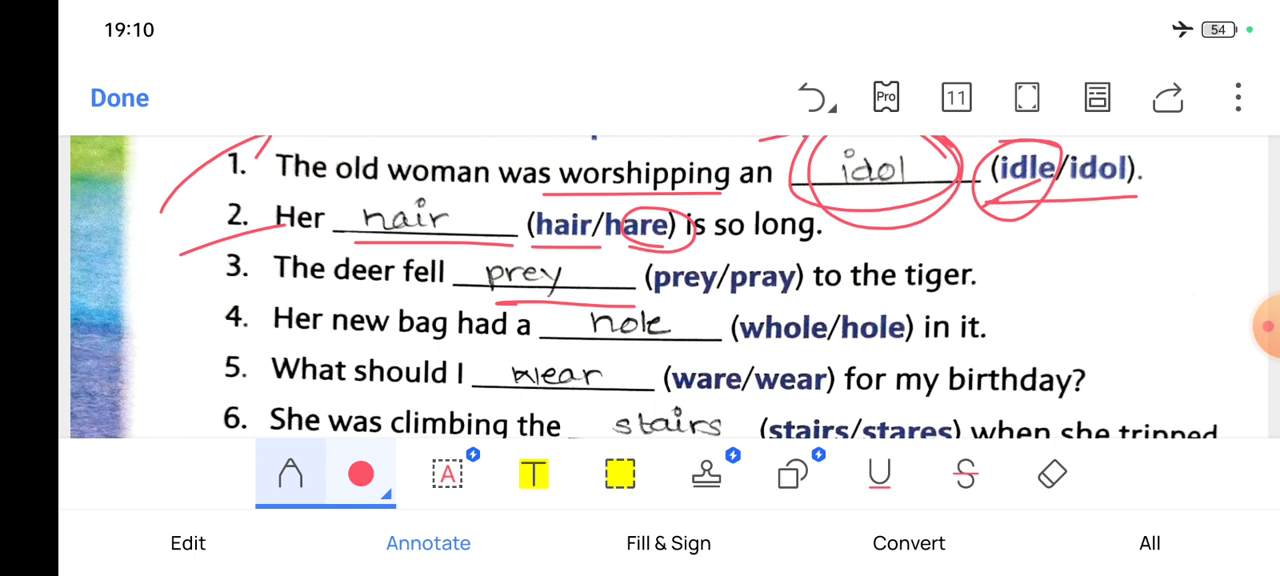 19:10
54
Done
Pro
11
1. The old woman was worshipping an idol (idle/idol).
2. Her hair (hair/hare) is so long.
3. The deer fell prey (prey/pray) to the tiger.
4. Her new bag had a hole (whole/hole) in it.
5. What should I wear (ware/wear) for my birthday?
6. She was climbing the stairs (stairs/stares) when she tripped
A T U S
Edit Annotate Fill & Sign Convert All